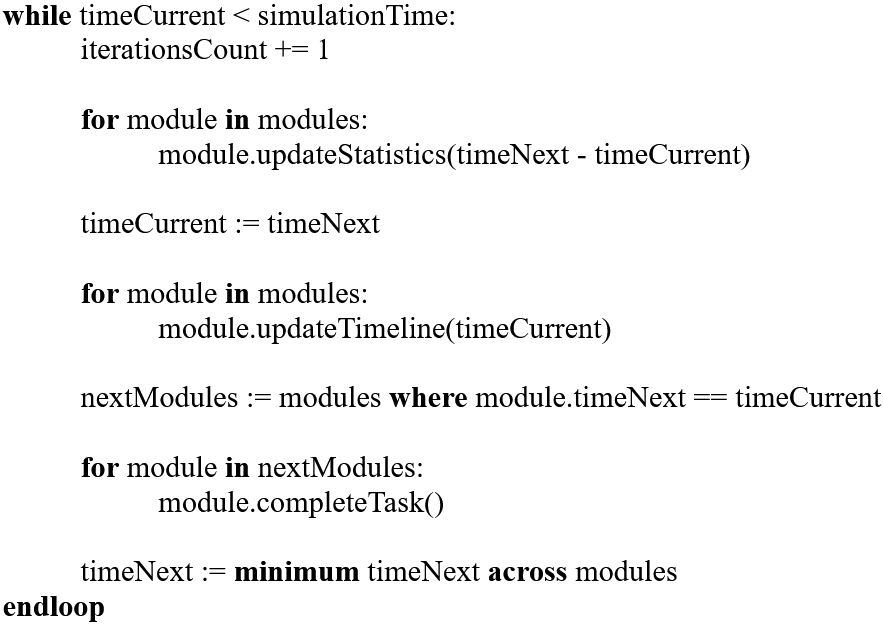 while timeCurrent < simulationTime:
iterationsCount += 1
for module in modules:
module.updateStatistics(timeNext - timeCurrent)
timeCurrent := timeNext
for module in modules:
module.updateTimeline(timeCurrent)
nextModules := modules where module.timeNext == timeCurrent
for module in nextModules:
module.completeTask()
timeNext := minimum timeNext across modules
endloop